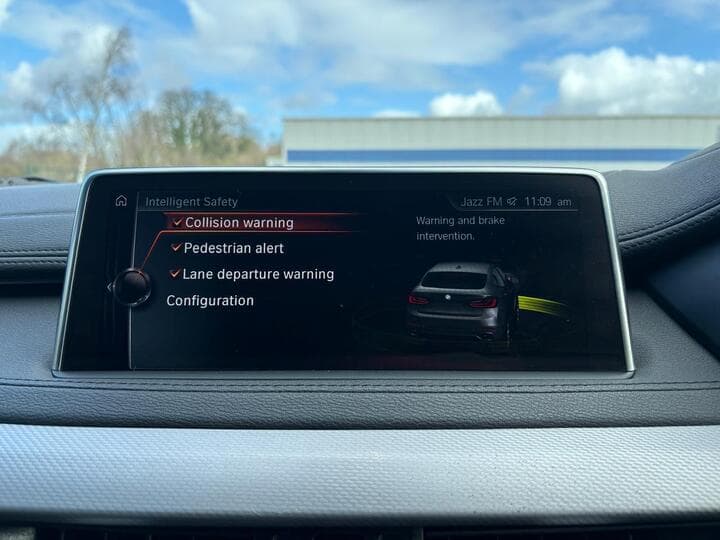 Intelligent Safety
Jazz FM 11:09 am
Collision warning
Pedestrian alert
Lane departure warning
Configuration
Warning and brake
intervention.